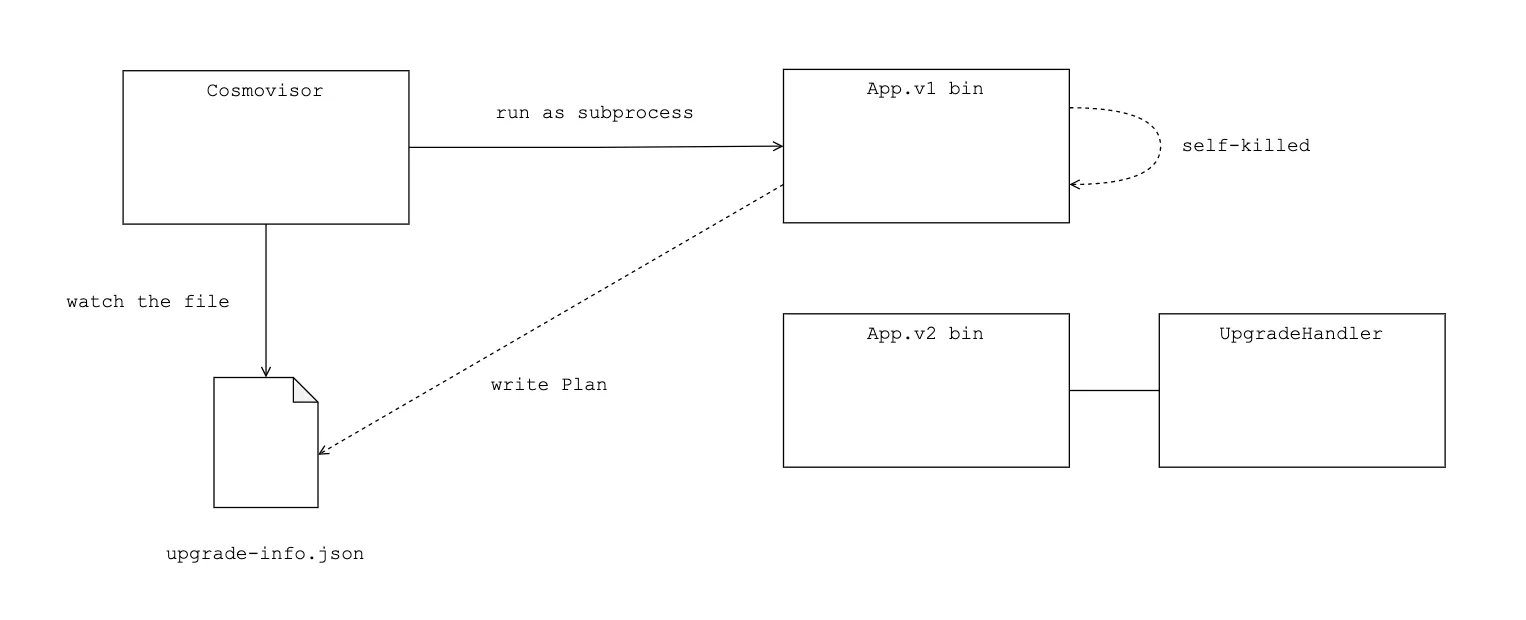 Cosmovisor
App.v1 bin
run as subprocess
self-killed
watch the file
App.v2 bin
UpgradeHandler
write Plan
upgrade-info.json